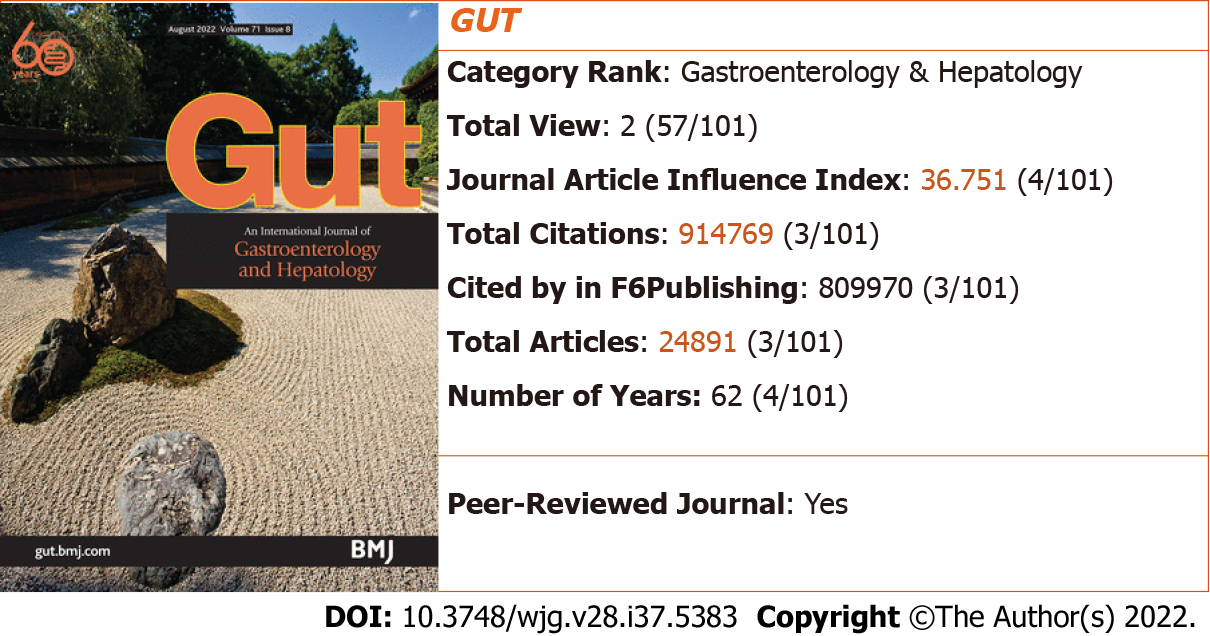 60
years
August 2022 Volume 71 Issue 8
Gut
An International Journal of
Gastroenterology
and Hepatology
gut.bmj.com
BMJ
GUT
Category Rank: Gastroenterology & Hepatology
Total View: 2 (57/101)
Journal Article Influence Index: 36.751 (4/101)
Total Citations: 914769 (3/101)
Cited by in F6Publishing: 809970 (3/101)
Total Articles: 24891 (3/101)
Number of Years: 62 (4/101)
Peer-Reviewed Journal: Yes
DOI: 10.3748/wjg.v28.i37.5383 Copyright ©The Author(s) 2022.